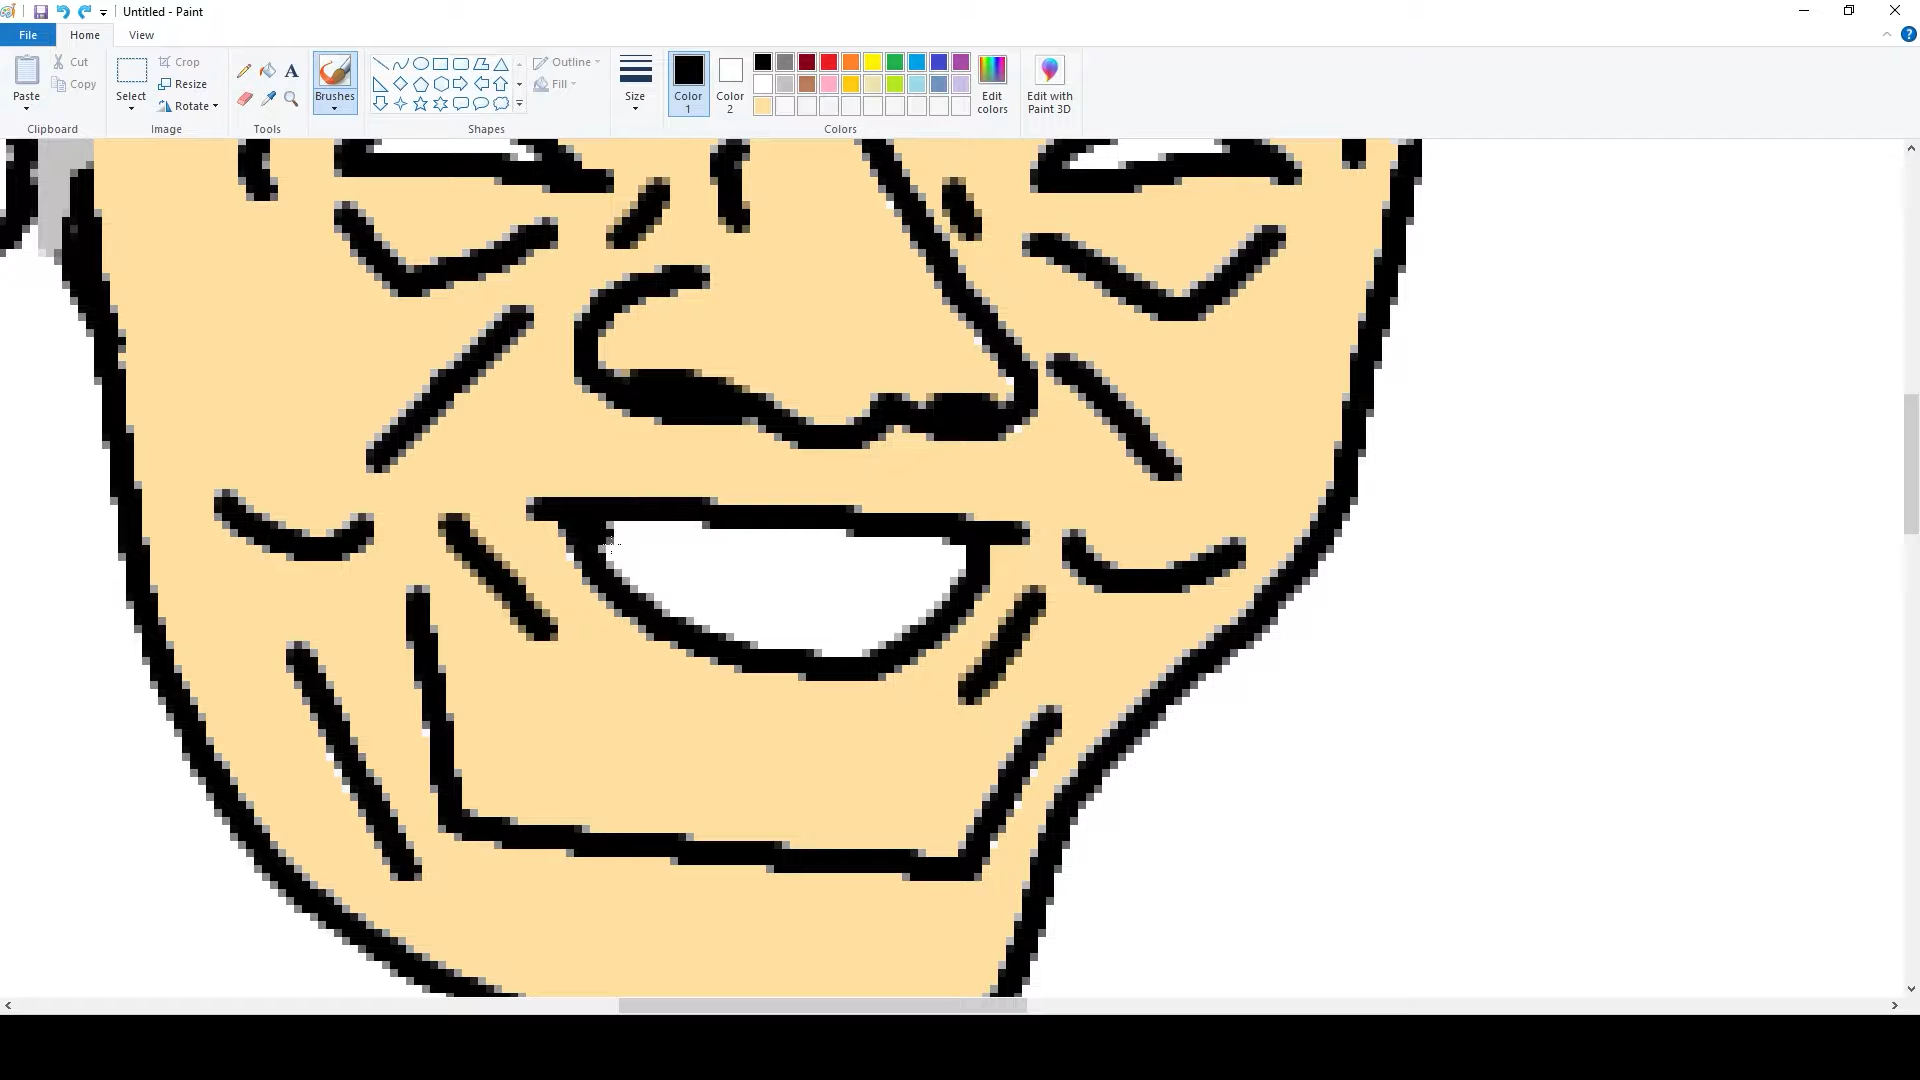 Untitled - Paint
File Home View
Paste Cut Copy Clipboard
Select Crop Resize Rotate Image
A Tools
Brushes
Outline Fill Shapes
Size
Color 1 Color 2 Edit colors Colors
Edit with Paint 3D
?